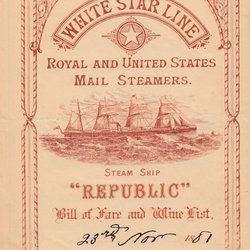 WHITE STAR LINE
ROYAL AND UNITED STATES
MAIL STEAMERS.
STEAM SHIP
"REPUBLIC"
Bill of Fare and Wine List,
23rd Nov 1881